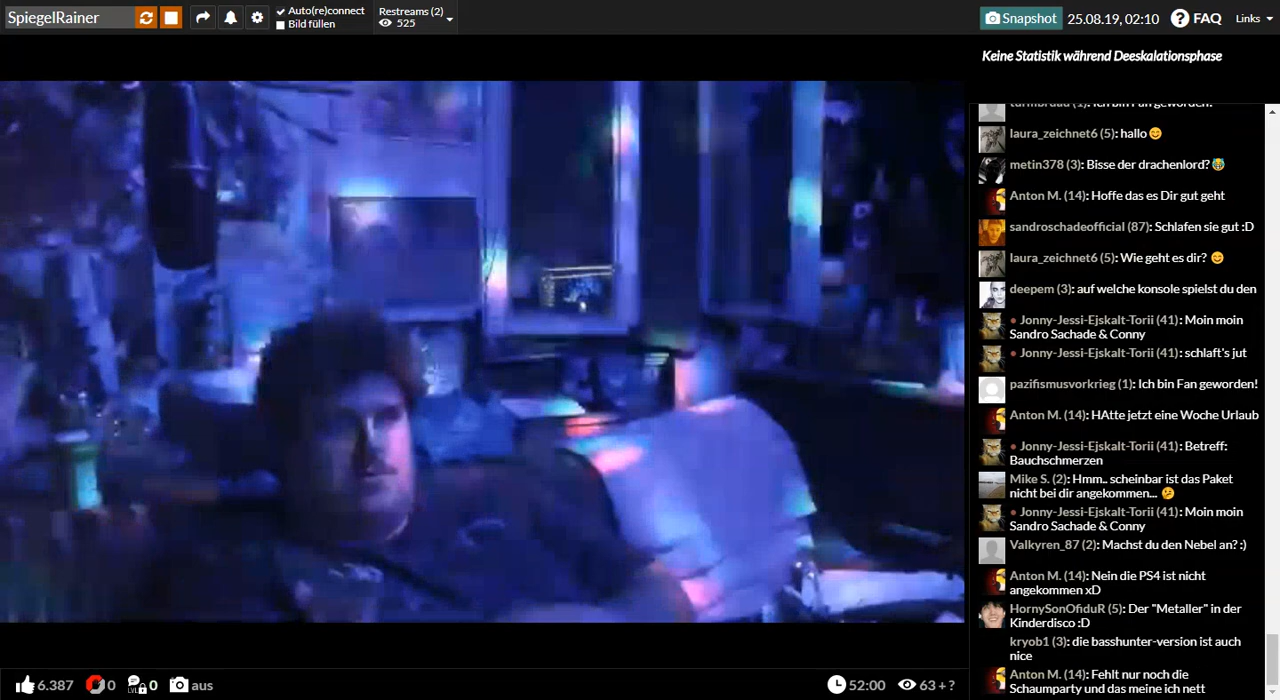 SpiegelRainer
Auto(re)connect
Bild füllen
Restreams (2)
525
Snapshot
25.08.19, 02:10
FAQ
Links
Keine Statistik während Deeskalationsphase
laura_zeichnet6 (5): hallo
metin378 (3): Bisse der drachenlord?
Anton M. (14): Hoffe das es Dir gut geht
sandroschadeofficial (87): Schlafen sie gut :D
laura_zeichnet6 (5): Wie geht es dir?
deepem (3): auf welche konsole spielst du den
Jonny-Jessi-Ejskalt-Torii (41): Moin moin
Sandro Sachade & Conny
Jonny-Jessi-Ejskalt-Torii (41): schlaft's jut
pazifismusvorkrieg (1): Ich bin Fan geworden!
Anton M. (14): HAtte jetzt eine Woche Urlaub
Jonny-Jessi-Ejskalt-Torii (41): Betreff:
Bauchschmerzen
Mike S. (2): Hmm.. scheinbar ist das Paket
nicht bei dir angekommen...
Jonny-Jessi-Ejskalt-Torii (41): Moin moin
Sandro Sachade & Conny
Valkyren_87 (2): Machst du den Nebel an? :)
Anton M. (14): Nein die PS4 ist nicht
angekommen xD
HornySonOfiduR (5): Der "Metaller" in der
Kinderdisco :D
kryob1 (3): die basshunter-version ist auch
nice
Anton M. (14): Fehlt nur noch die
Schaumparty und das meine ich nett
6.387
0
LVL
0
aus
52:00
63 + ?